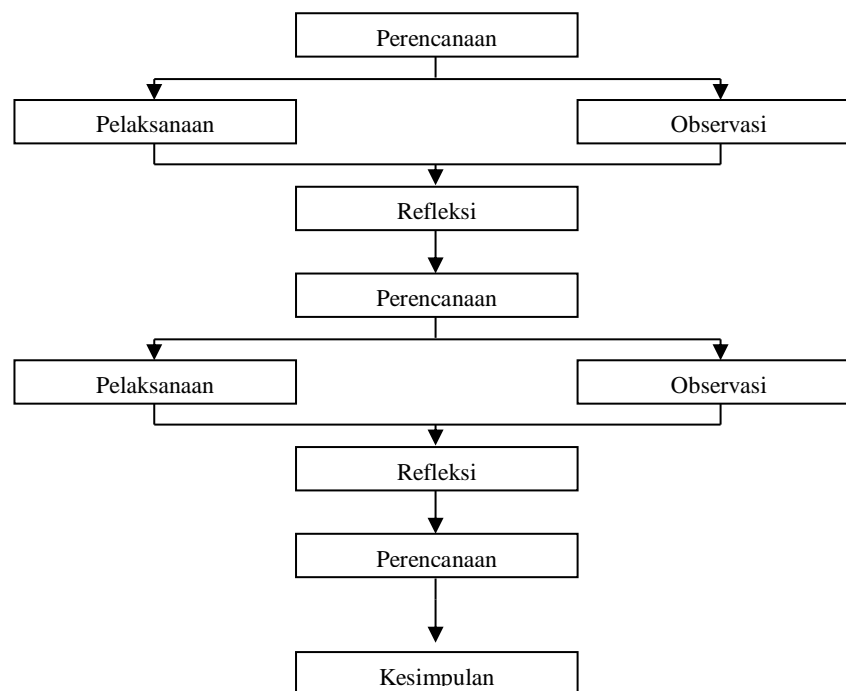 Perencanaan
Pelaksanaan
Observasi
Refleksi
Perencanaan
Pelaksanaan
Observasi
Refleksi
Perencanaan
Kesimpulan